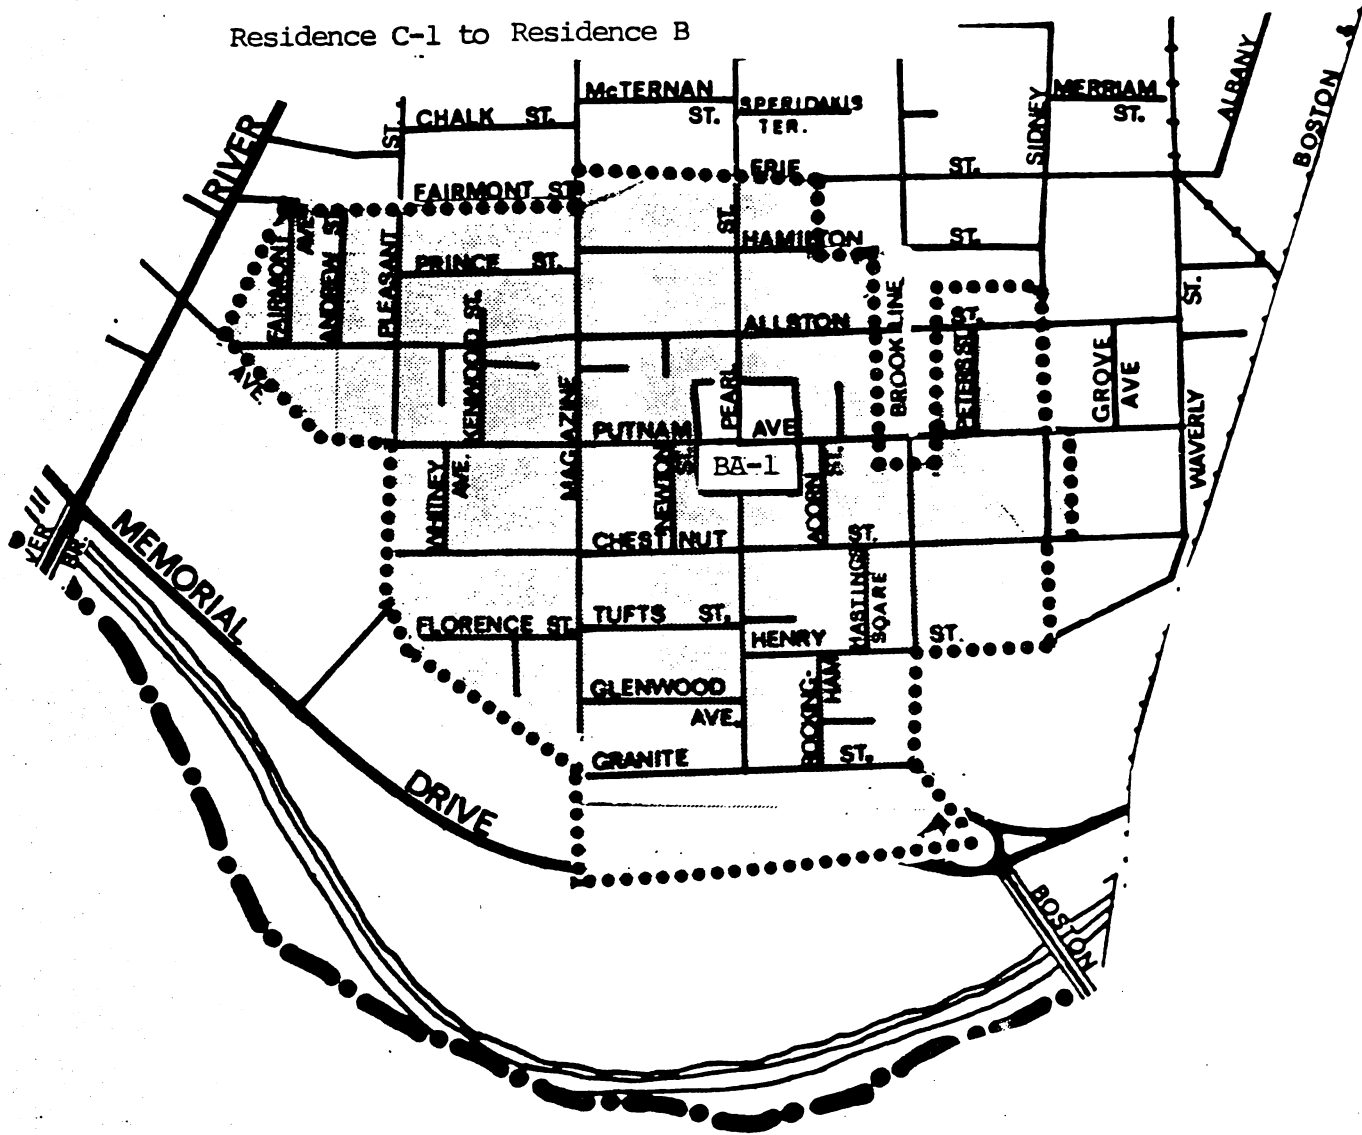 Residence C-1 to Residence B
McTERNAN
ST.
SPERIDAKIS
TER.
MERRIAM
ST.
ALBANY
BOSTON
&
SIDNEY
CHALK ST.
ST.
RIVER
ERIE ST.
FAIRMONT ST.
FAIRMONT
AVE.
ANDREW ST.
PLEASANT
ST.
HAMILTON ST.
PRINCE ST.
KENWOOD ST.
BROOKLINE
ST.
ALLSTON ST.
PETERS ST.
GROVE
AVE
AVE.
MAGAZINE
PEARL
PUTNAM AVE
WAVERLY
BA-1
WHITNEY
AVE.
NEWTON
ST.
ACORN
ST.
CHESTNUT ST.
MEMORIAL
HASTINGS
SQARE
FLORENCE ST.
TUFTS ST.
HENRY ST.
GLENWOOD
AVE.
BOCKING-
HAM
GRANITE ST.
DRIVE
BOSTON